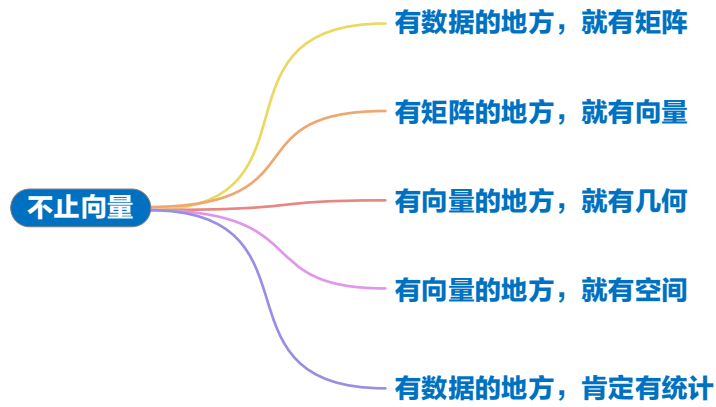 不止向量
有数据的地方，就有矩阵
有矩阵的地方，就有向量
有向量的地方，就有几何
有向量的地方，就有空间
有数据的地方，肯定有统计